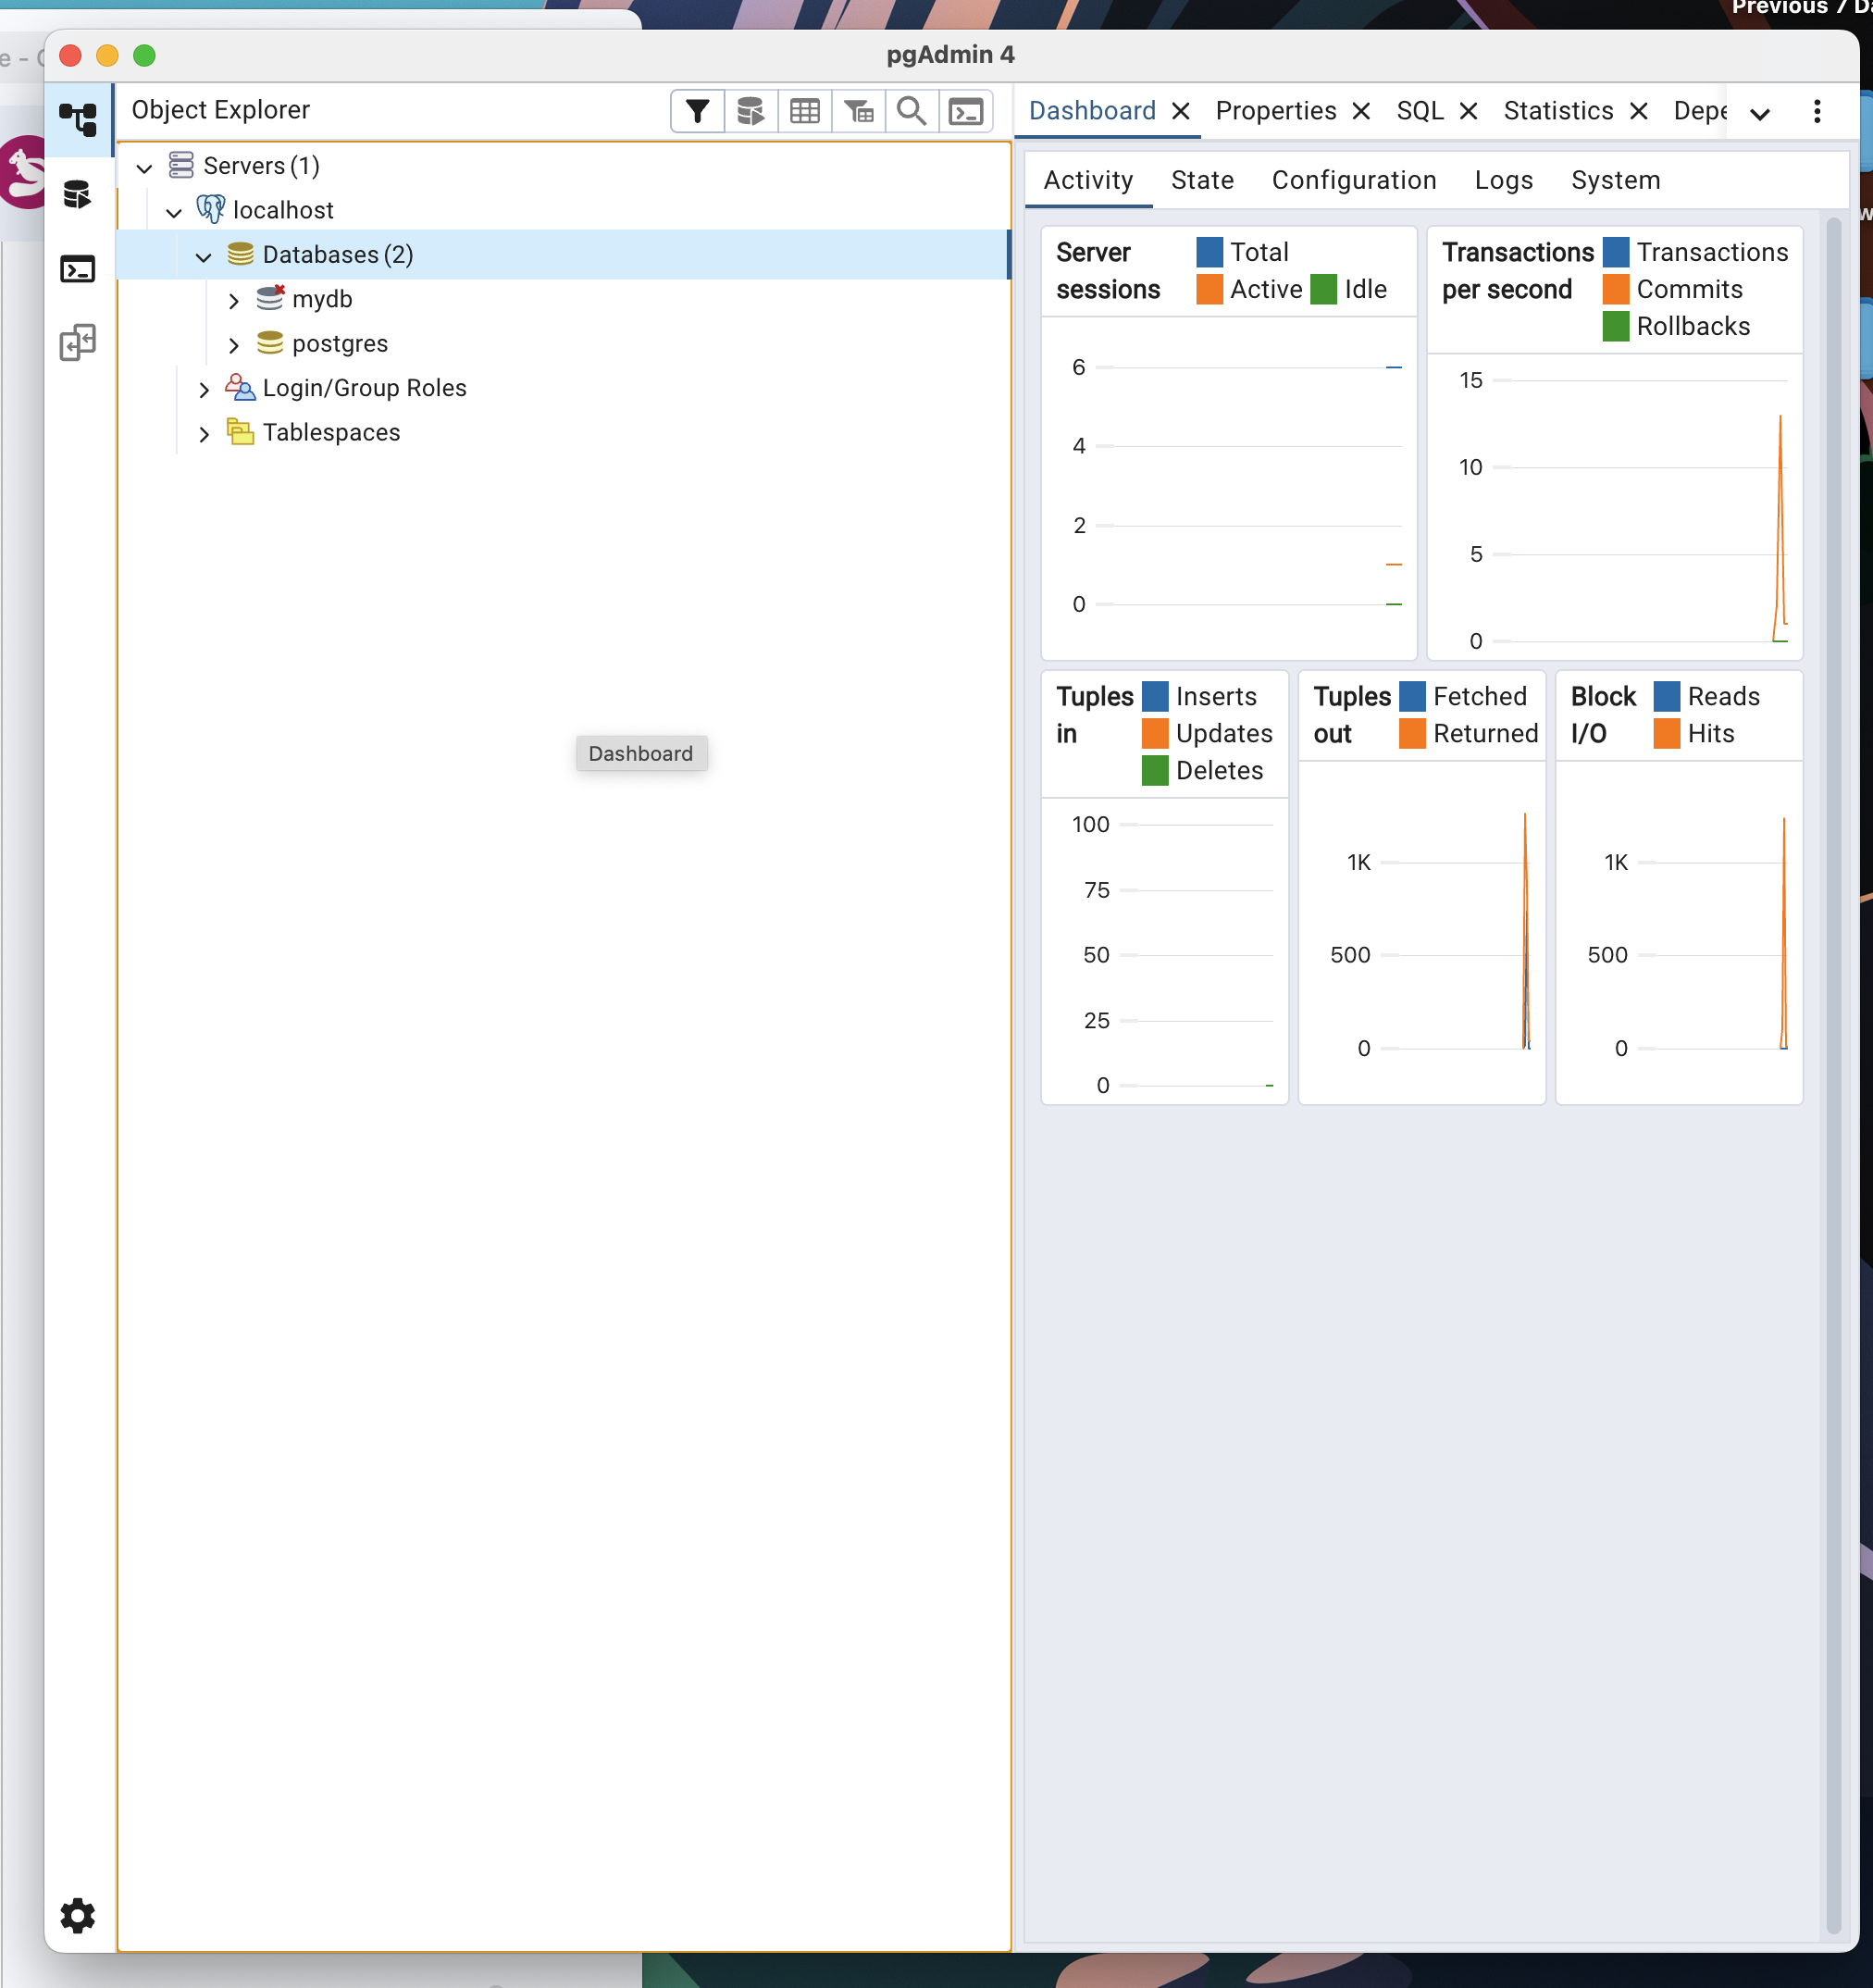 Previous 7 Da
pgAdmin 4
Object Explorer
Dashboard Properties SQL Statistics Depe
Servers (1)
localhost
Databases (2)
mydb
postgres
Login/Group Roles
Tablespaces
Dashboard
Activity State Configuration Logs System
Server sessions
Total
Active Idle
6
4
2
0
Transactions per second
Transactions
Commits
Rollbacks
15
10
5
0
Tuples in
Inserts
Updates
Deletes
100
75
50
25
0
Tuples out
Fetched
Returned
1K
500
0
Block I/O
Reads
Hits
1K
500
0